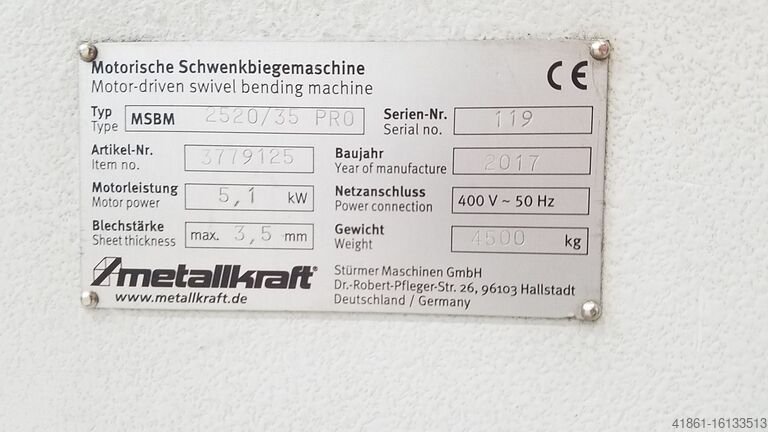 Motorische Schwenkbiegemaschine
Motor-driven swivel bending machine
CE
Typ
Type
MSBM 2520/35 PRO
Serien-Nr.
Serial no.
119
Artikel-Nr.
Item no.
3779125
Baujahr
Year of manufacture
2017
Motorleistung
Motor power
5,1 kW
Netzanschluss
Power connection
400 V ~ 50 Hz
Blechstärke
Sheet thickness
max. 3,5 mm
Gewicht
Weight
4500 kg
metallkraft®
www.metallkraft.de
Stürmer Maschinen GmbH
Dr.-Robert-Pfleger-Str. 26, 96103 Hallstadt
Deutschland / Germany
41861-16133513